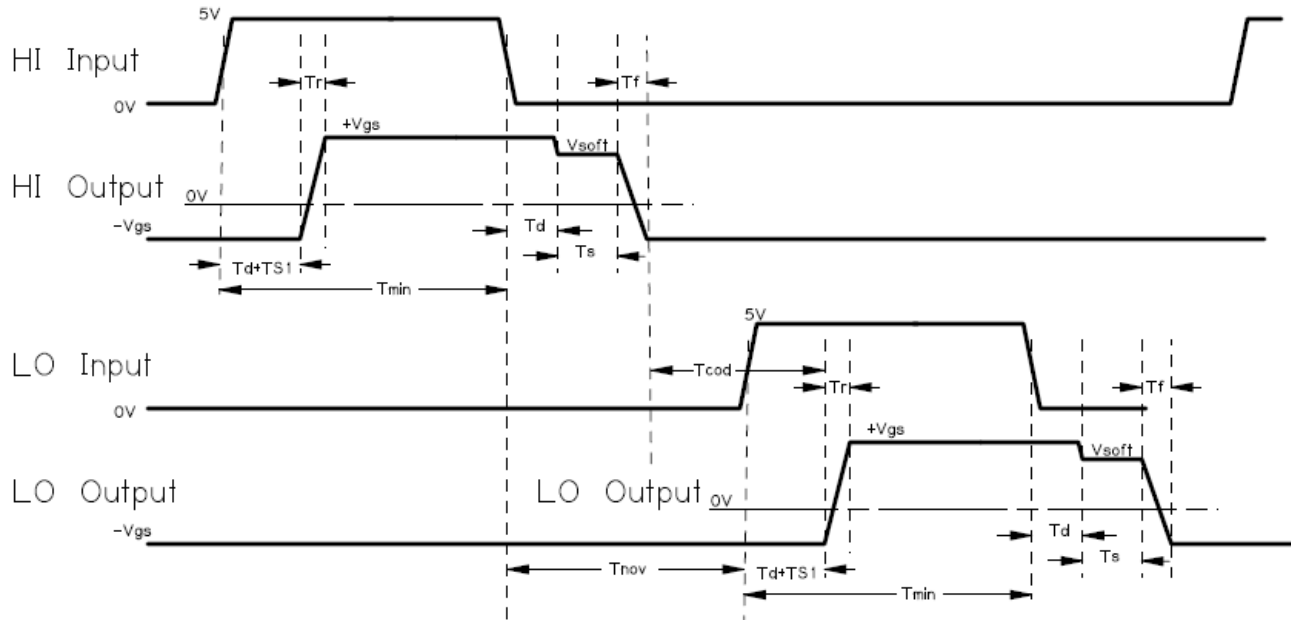 5V
HI Input
Tr
Tf
0V
+Vgs
Vsoft
HI Output
0V
-Vgs
Td
Ts
Td+TS1
Tmin
5V
LO Input
Tcod
Tr
Tf
0V
+Vgs
Vsoft
LO Output
LO Output
0V
-Vgs
Td
Ts
Tnov
Td+TS1
Tmin